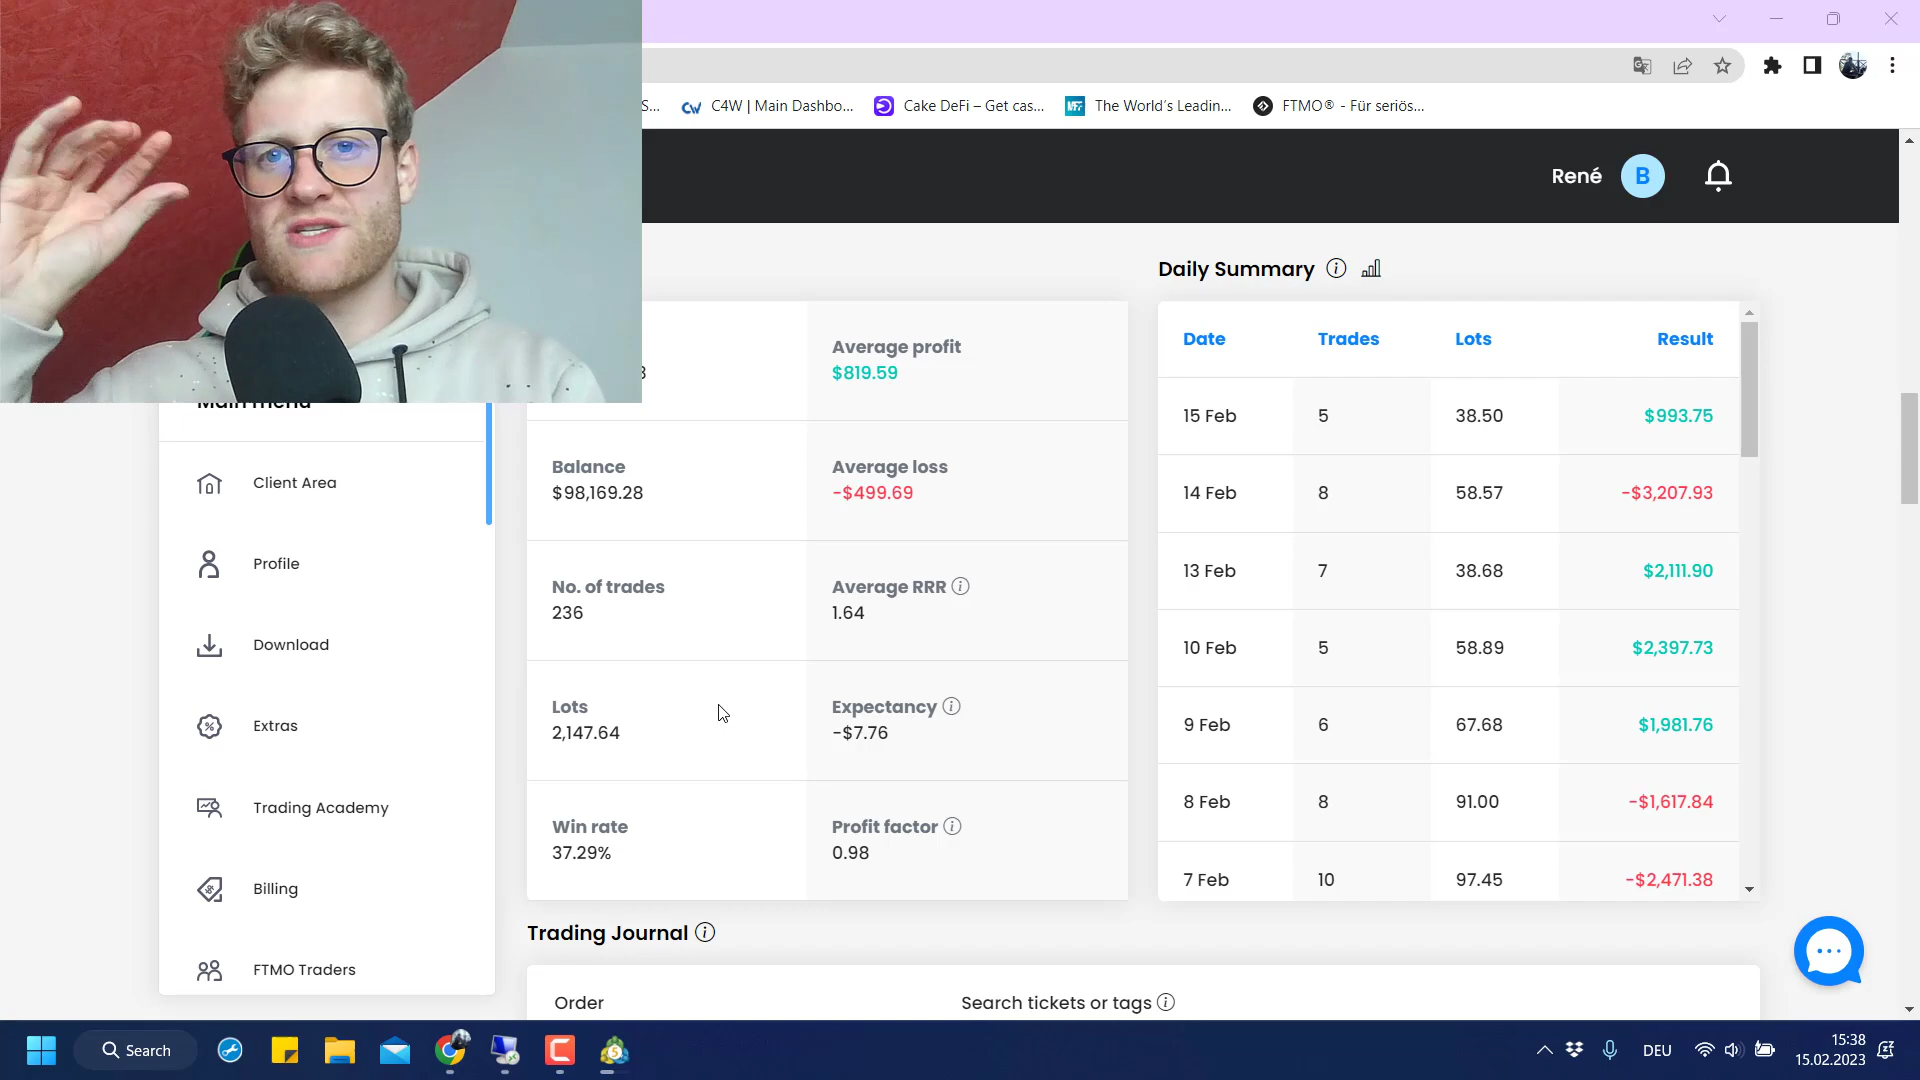 S...
C4W | Main Dashbo...
Cake DeFi – Get cas...
The World's Leadin...
FTMO® - Für seriös...
René
B
Daily Summary
Average profit
$819.59
Balance
$98,169.28
Average loss
-$499.69
No. of trades
236
Average RRR
1.64
Lots
2,147.64
Expectancy
-$7.76
Win rate
37.29%
Profit factor
0.98
Date Trades Lots Result
15 Feb 5 38.50 $993.75
14 Feb 8 58.57 -$3,207.93
13 Feb 7 38.68 $2,111.90
10 Feb 5 58.89 $2,397.73
9 Feb 6 67.68 $1,981.76
8 Feb 8 91.00 -$1,617.84
7 Feb 10 97.45 -$2,471.38
Main menu
Client Area
Profile
Download
Extras
Trading Academy
Billing
FTMO Traders
Trading Journal
Order
Search tickets or tags
Search
DEU
15:38
15.02.2023